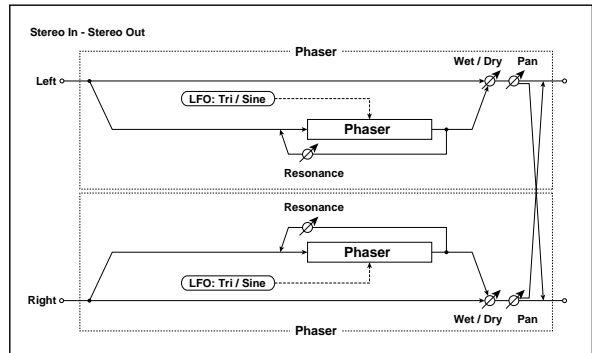 Stereo In - Stereo Out
Phaser
Wet / Dry Pan
Left
LFO: Tri / Sine
Phaser
Resonance
Resonance
Phaser
LFO: Tri / Sine
Right
Wet / Dry Pan
Phaser